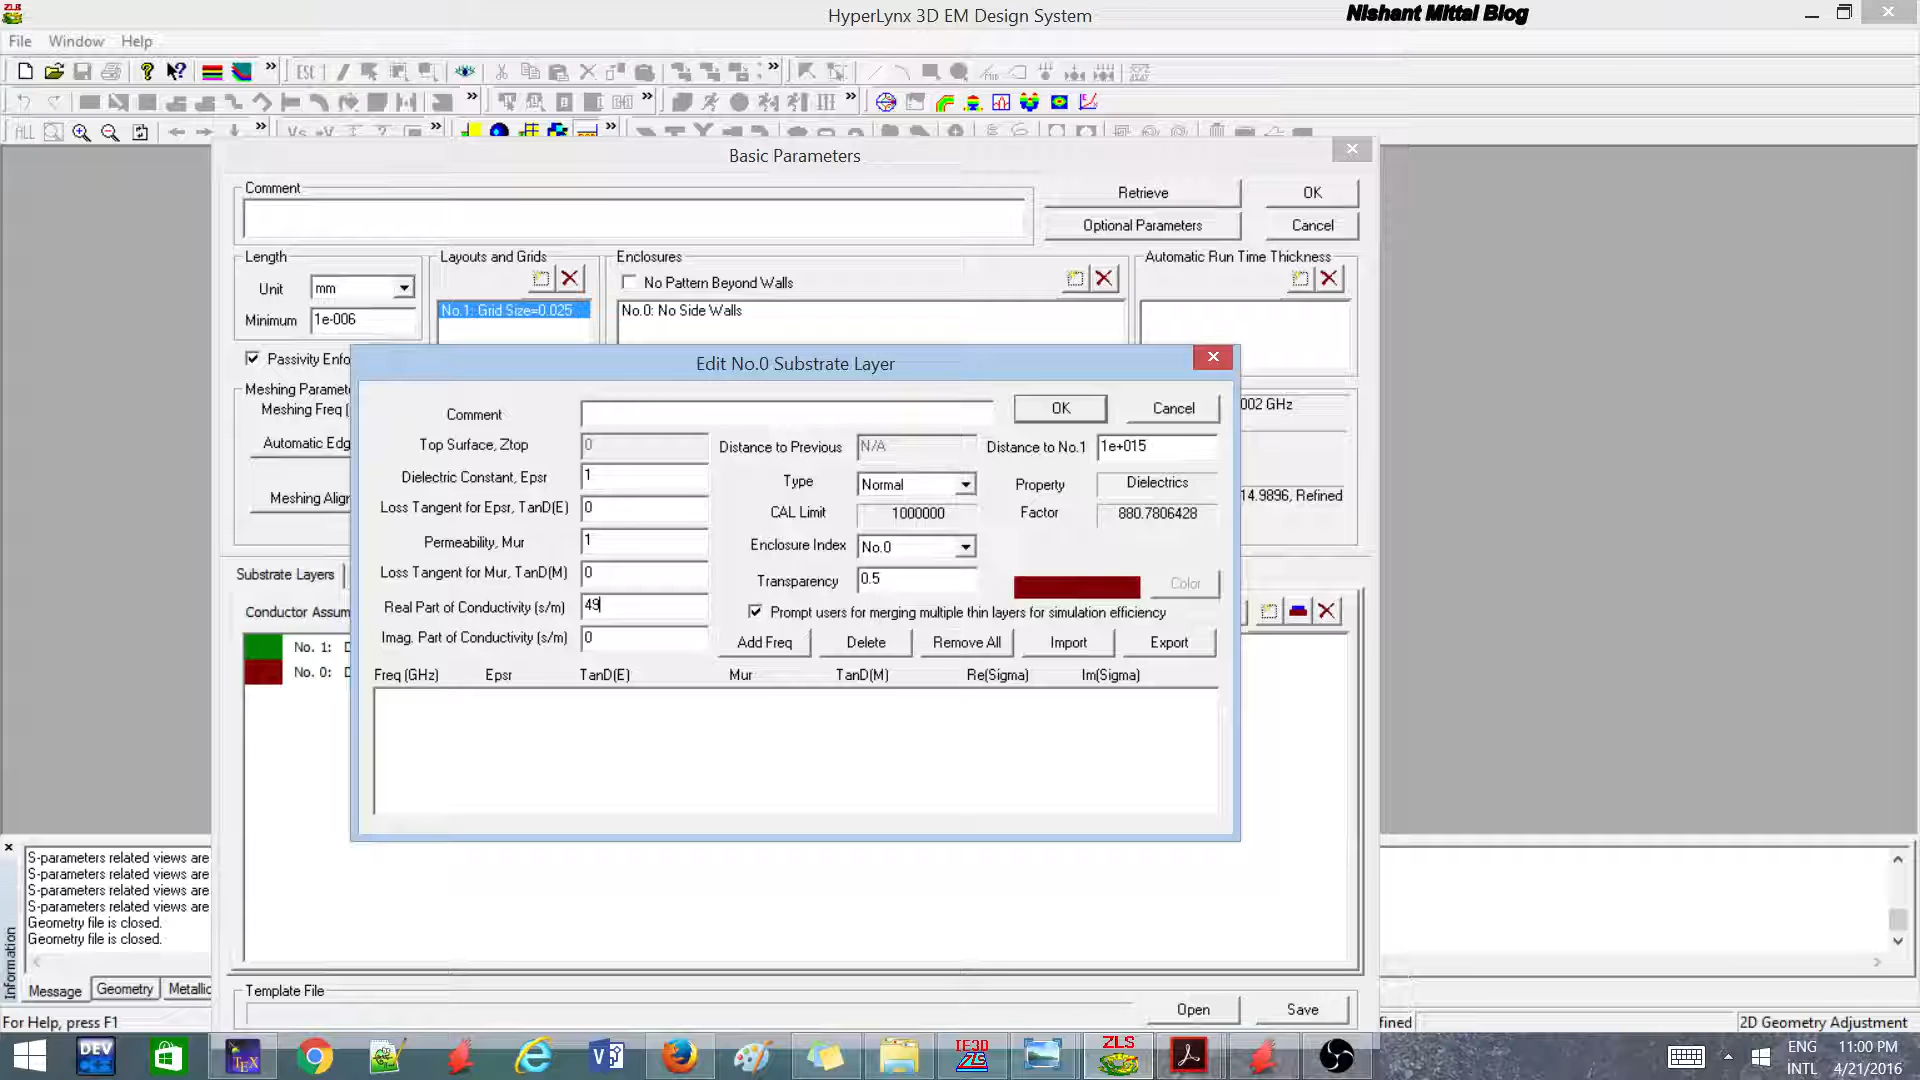 ZLS
HyperLynx 3D EM Design System
Nishant Mittal Blog
File Window Help
ESC
ALL
Basic Parameters
Comment
Retrieve
OK
Optional Parameters
Cancel
Length
Layouts and Grids
Enclosures
Automatic Run Time Thickness
Unit
mm
No Pattern Beyond Walls
Minimum
1e-006
No.1: Grid Size=0.025
No.0: No Side Walls
Passivity Enfo
Meshing Paramete
Meshing Freq (
002 GHz
Automatic Edg
Meshing Align
14.9896, Refined
Substrate Layers
Conductor Assum
No. 1: D
No. 0: D
Edit No.0 Substrate Layer
Comment
OK
Cancel
Top Surface, Ztop
0
Distance to Previous
N/A
Distance to No.1
1e+015
Dielectric Constant, Epsr
1
Type
Normal
Property
Dielectrics
Loss Tangent for Epsr, TanD(E)
0
CAL Limit
1000000
Factor
880.7806428
Permeability, Mur
1
Enclosure Index
No.0
Loss Tangent for Mur, TanD(M)
0
Transparency
0.5
Color
Real Part of Conductivity (s/m)
49
Prompt users for merging multiple thin layers for simulation efficiency
Imag. Part of Conductivity (s/m)
0
Add Freq
Delete
Remove All
Import
Export
Freq (GHz) Epsr TanD(E) Mur TanD(M) Re(Sigma) Im(Sigma)
S-parameters related views are
S-parameters related views are
S-parameters related views are
S-parameters related views are
Geometry file is closed.
Geometry file is closed.
Information
Message Geometry Metallic
Template File
Open
Save
For Help, press F1
fined
2D Geometry Adjustment
DEV
TEX
IE3D
ZLS
ENG
INTL
11:00 PM
4/21/2016